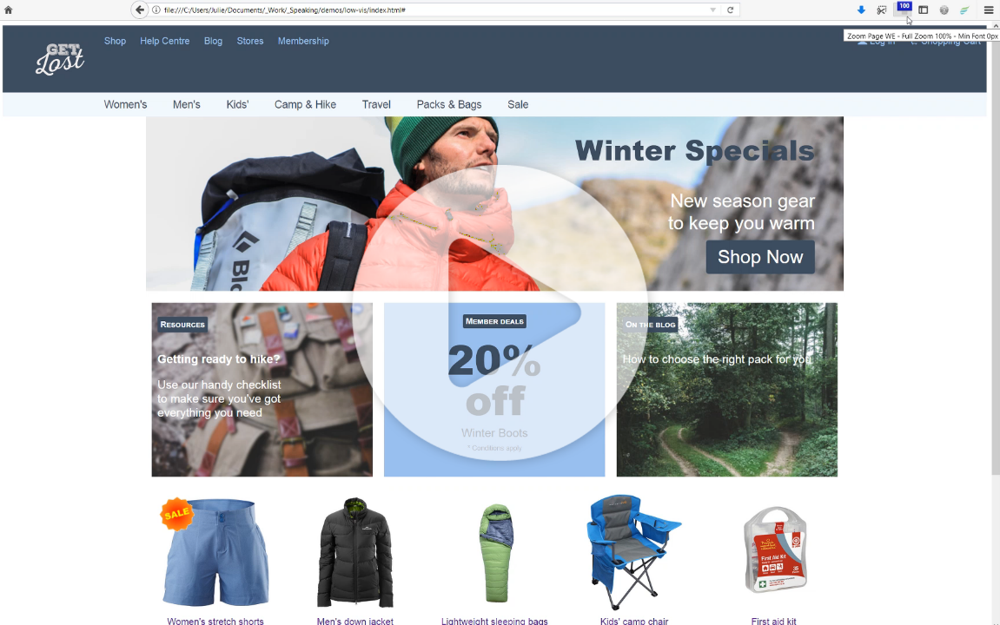 file:///C:/Users/Julie/Documents/_Work/_Speaking/demos/low-vis/index.html#
100
Zoom Page WE - Full Zoom 100% - Min Font 0px
GET
Lost
Shop Help Centre Blog Stores Membership
Log in Shopping Cart
Women's Men's Kids' Camp & Hike Travel Packs & Bags Sale
Winter Specials
New season gear
to keep you warm
Shop Now
RESOURCES
Getting ready to hike?
Use our handy checklist
to make sure you've got
everything you need
MEMBER DEALS
20%
off
Winter Boots
* Conditions apply
ON THE BLOG
How to choose the right pack for you
SALE
First Aid Kit
Women's stretch shorts
Men's down jacket
Lightweight sleeping bags
Kids' camp chair
First aid kit